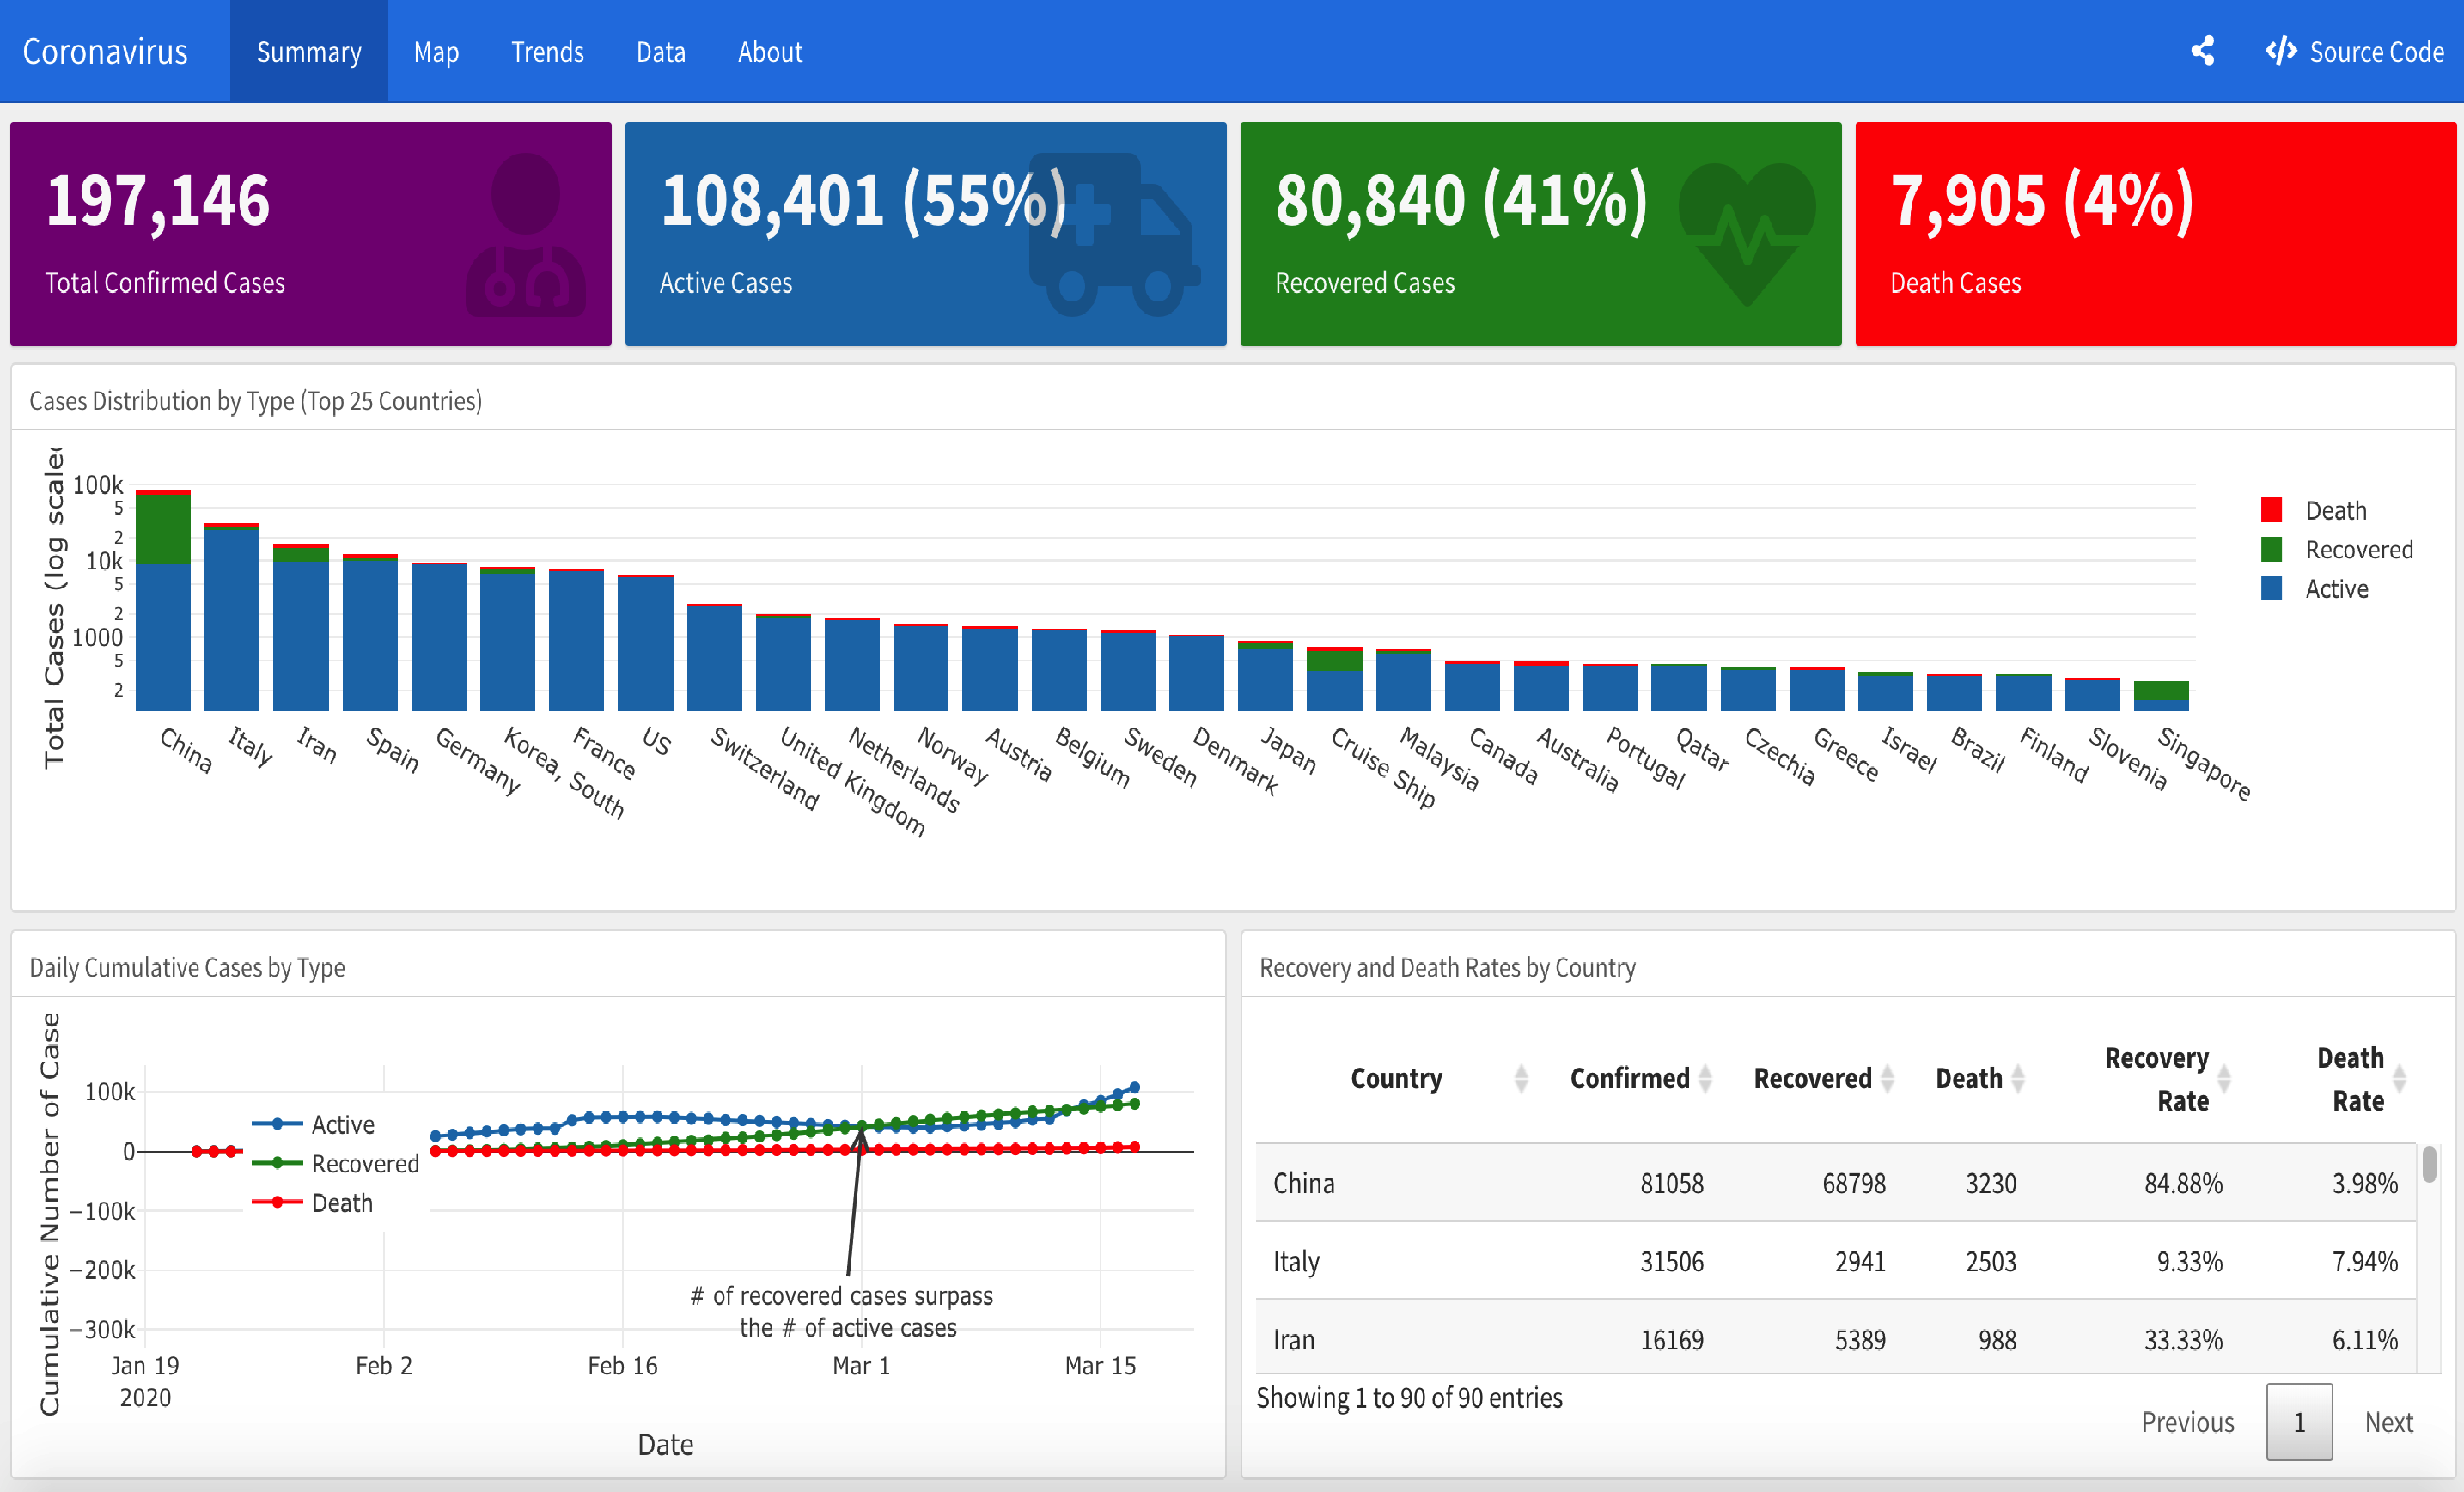 Coronavirus
Summary
Map
Trends
Data
About
Source Code
197,146
Total Confirmed Cases
108,401 (55%)
Active Cases
80,840 (41%)
Recovered Cases
7,905 (4%)
Death Cases
Cases Distribution by Type (Top 25 Countries)
Total Cases (log scaled
100k
5
2
10k
5
2
1000
5
2
China
Italy
Iran
Spain
Germany
Korea, South
France
US
Switzerland
United Kingdom
Netherlands
Norway
Austria
Belgium
Sweden
Denmark
Japan
Cruise Ship
Malaysia
Canada
Australia
Portugal
Qatar
Czechia
Greece
Israel
Brazil
Finland
Slovenia
Singapore
Death
Recovered
Active
Daily Cumulative Cases by Type
Cumulative Number of Case
100k
0
−100k
−200k
−300k
Active
Recovered
Death
# of recovered cases surpass
the # of active cases
Jan 19
2020
Feb 2
Feb 16
Mar 1
Mar 15
Date
Recovery and Death Rates by Country
Country Confirmed Recovered Death Recovery Rate Death Rate
China 81058 68798 3230 84.88% 3.98%
Italy 31506 2941 2503 9.33% 7.94%
Iran 16169 5389 988 33.33% 6.11%
Showing 1 to 90 of 90 entries
Previous 1 Next